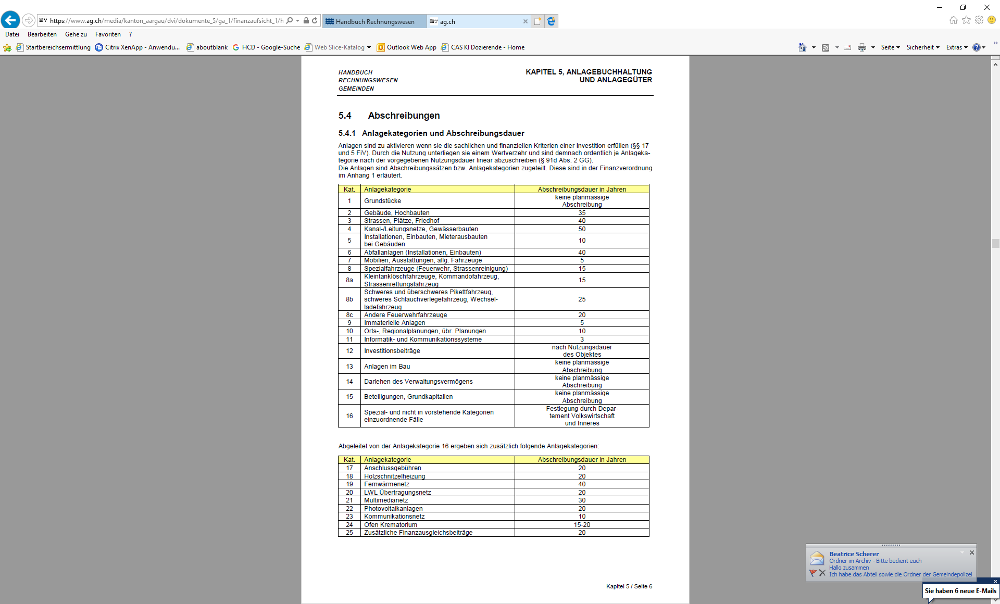 https://www.ag.ch/media/kanton_aargau/dvi/dokumente_5/ga_1/finanzaufsicht_1/h
Handbuch Rechnungswesen
ag.ch
Datei Bearbeiten Gehe zu Favoriten ?
Startbereichsermittlung Citrix XenApp - Anwendu... aboutblank HCD - Google-Suche Web Slice-Katalog Outlook Web App CAS KI Dozierende - Home
Seite Sicherheit Extras
HANDBUCH
RECHNUNGSWESEN
GEMEINDEN
KAPITEL 5, ANLAGEBUCHHALTUNG
UND ANLAGEGÜTER
5.4 Abschreibungen
5.4.1 Anlagekategorien und Abschreibungsdauer
Anlagen sind zu aktivieren wenn sie die sachlichen und finanziellen Kriterien einer Investition erfüllen (§§ 17
und 5 FiV). Durch die Nutzung unterliegen sie einem Wertverzehr und sind demnach ordentlich je Anlageka-
tegorie nach der vorgegebenen Nutzungsdauer linear abzuschreiben (§ 91d Abs. 2 GG).
Die Anlagen sind Abschreibungssätzen bzw. Anlagekategorien zugeteilt. Diese sind in der Finanzverordnung
im Anhang 1 erläutert.
Kat. Anlagekategorie Abschreibungsdauer in Jahren
1 Grundstücke keine planmässige
Abschreibung
2 Gebäude, Hochbauten 35
3 Strassen, Plätze, Friedhof 40
4 Kanal-/Leitungsnetze, Gewässerbauten 50
5 Installationen, Einbauten, Mieterausbauten
bei Gebäuden 10
6 Abfallanlagen (Installationen, Einbauten) 40
7 Mobilien, Ausstattungen, allg. Fahrzeuge 5
8 Spezialfahrzeuge (Feuerwehr, Strassenreinigung) 15
8a Kleintanklöschfahrzeuge, Kommandofahrzeug,
Strassenrettungsfahrzeug 15
8b Schweres und überschweres Pikettfahrzeug,
schweres Schlauchverlegefahrzeug, Wechsel-
ladefahrzeug 25
8c Andere Feuerwehrfahrzeuge 20
9 Immaterielle Anlagen 5
10 Orts-, Regionalplanungen, übr. Planungen 10
11 Informatik- und Kommunikationssysteme 3
12 Investitionsbeiträge nach Nutzungsdauer
des Objektes
13 Anlagen im Bau keine planmässige
Abschreibung
14 Darlehen des Verwaltungsvermögens keine planmässige
Abschreibung
15 Beteiligungen, Grundkapitalien keine planmässige
Abschreibung
16 Spezial- und nicht in vorstehende Kategorien
einzuordnende Fälle Festlegung durch Depar-
tement Volkswirtschaft
und Inneres
Abgeleitet von der Anlagekategorie 16 ergeben sich zusätzlich folgende Anlagekategorien:
Kat. Anlagekategorie Abschreibungsdauer in Jahren
17 Anschlussgebühren 20
18 Holzschnitzelheizung 20
19 Fernwärmenetz 40
20 LWL Übertragungsnetz 20
21 Multimedianetz 30
22 Photovoltaikanlagen 20
23 Kommunikationsnetz 10
24 Ofen Krematorium 15-20
25 Zusätzliche Finanzausgleichsbeiträge 20
Kapitel 5 / Seite 6
Beatrice Scherer
Ordner im Archiv - Bitte bedient euch
Hallo zusammen
Ich habe das Abteil sowie die Ordner der Gemeindepolizei
Sie haben 6 neue E-Mails